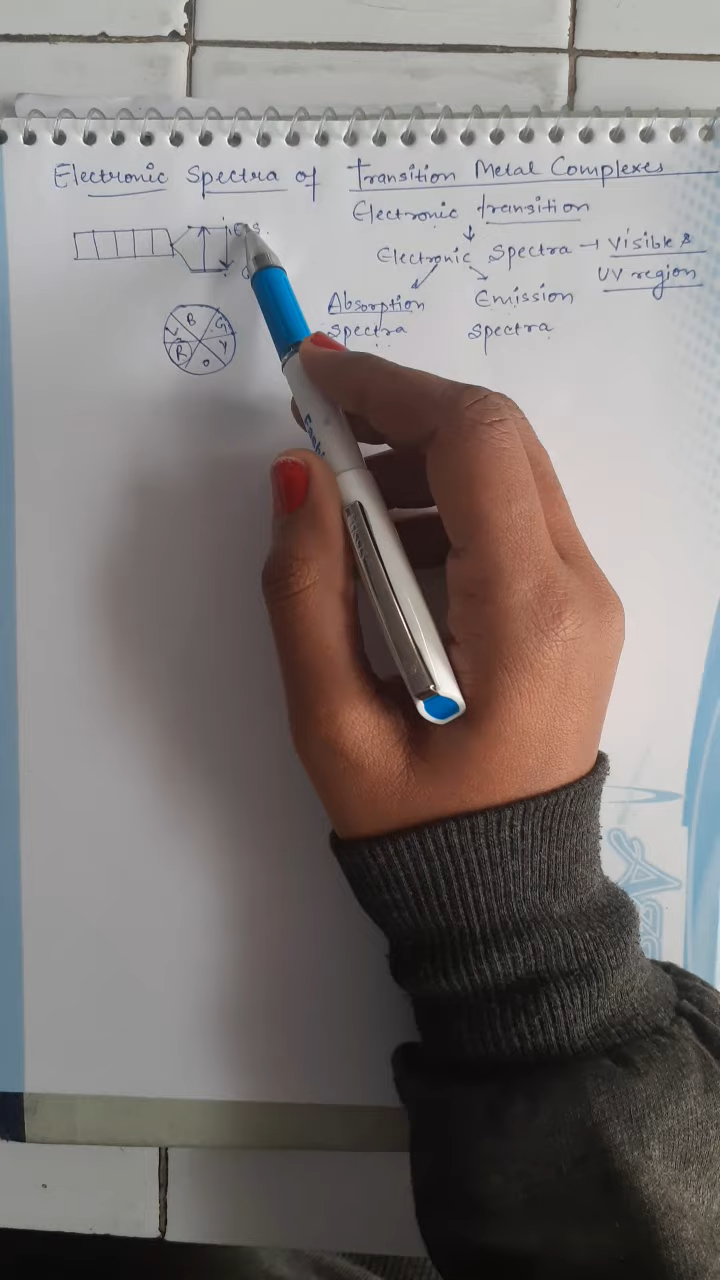 Electronic Spectra of Transition Metal Complexes
Electronic transition
Electronic Spectra → Visible &
UV region
Absorption
Spectra
Emission
spectra
B
G
V
R
O
Y